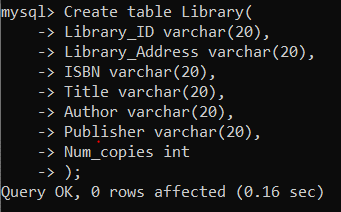 mysql> Create table Library(
    -> Library_ID varchar(20),
    -> Library_Address varchar(20),
    -> ISBN varchar(20),
    -> Title varchar(20),
    -> Author varchar(20),
    -> Publisher varchar(20),
    -> Num_copies int
    -> );
Query OK, 0 rows affected (0.16 sec)